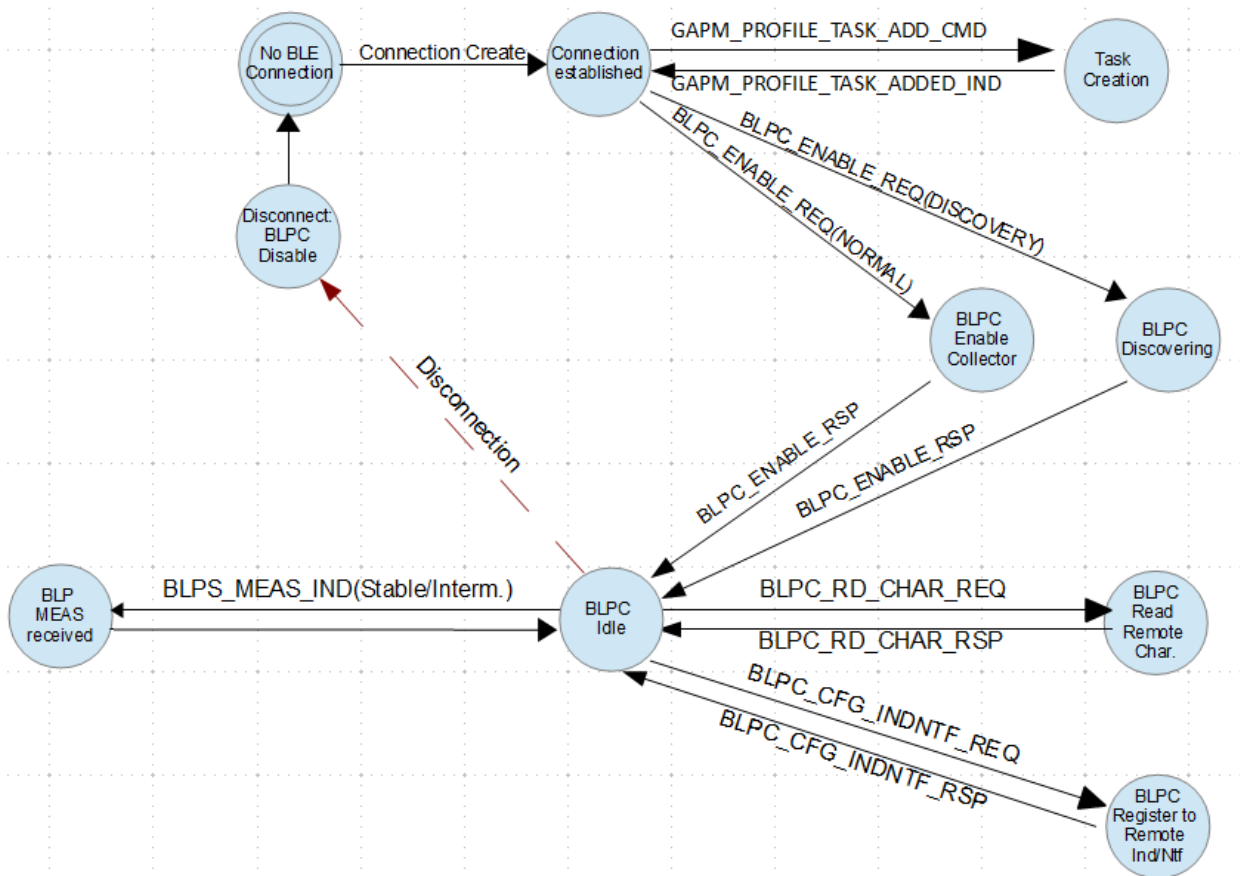 No BLE
Connection
Connection Create
Connection
established
GAPM_PROFILE_TASK_ADD_CMD
GAPM_PROFILE_TASK_ADDED_IND
Task
Creation
BLPC_ENABLE_REQ(DISCOVERY)
BLPC_ENABLE_REQ(NORMAL)
Disconnect:
BLPC
Disable
BLPC
Enable
Collector
BLPC
Discovering
Disconnection
BLPC_ENABLE_RSP
BLPC_ENABLE_RSP
BLP
MEAS
received
BLPS_MEAS_IND(Stable/Interm.)
BLPC
Idle
BLPC_RD_CHAR_REQ
BLPC_RD_CHAR_RSP
BLPC
Read
Remote
Char.
BLPC_CFG_INDNTF_REQ
BLPC_CFG_INDNTF_RSP
BLPC
Register to
Remote
Ind/Ntf